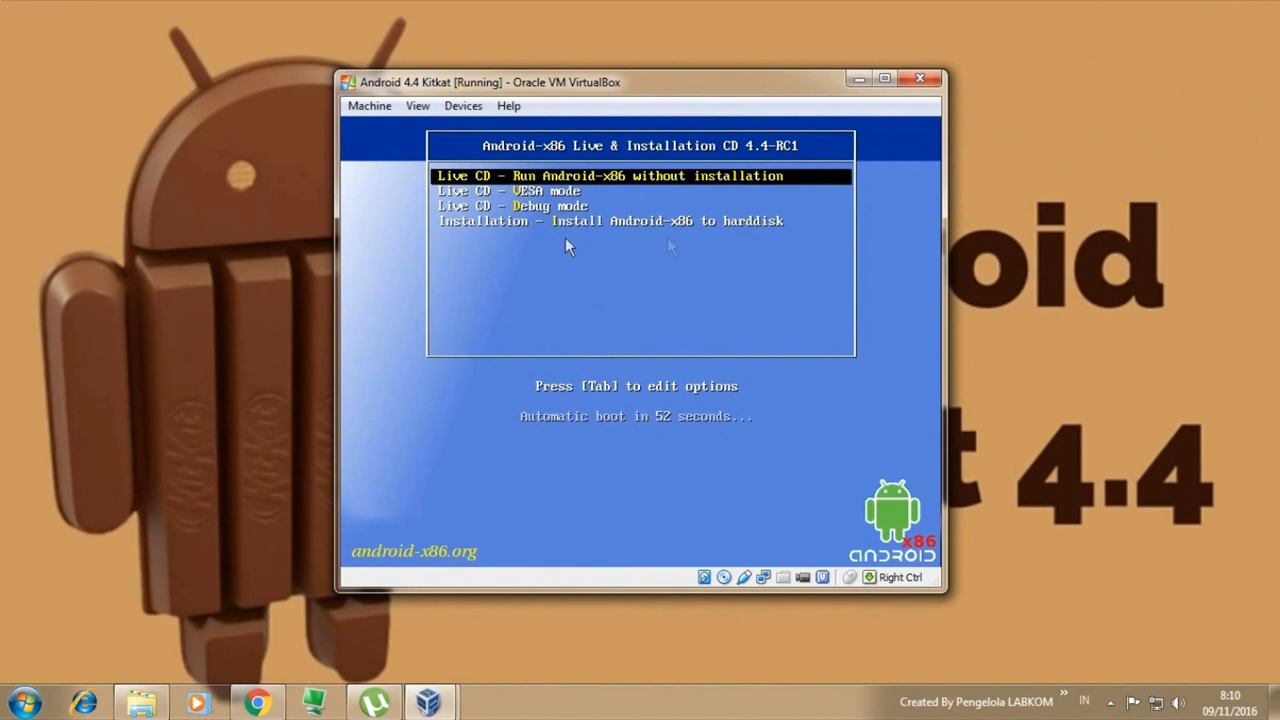 Android 4.4 Kitkat [Running] - Oracle VM VirtualBox
Machine View Devices Help
Android-x86 Live & Installation CD 4.4-RC1
Live CD - Run Android-x86 without installation
Live CD - VESA mode
Live CD - Debug mode
Installation - Install Android-x86 to harddisk
Press [Tab] to edit options
Automatic boot in 52 seconds...
android-x86.org
x86
ANDROID
Right Ctrl
oid
t 4.4
KitKat KitKat
Created By Pengelola LABKOM
IN
8:10
09/11/2016